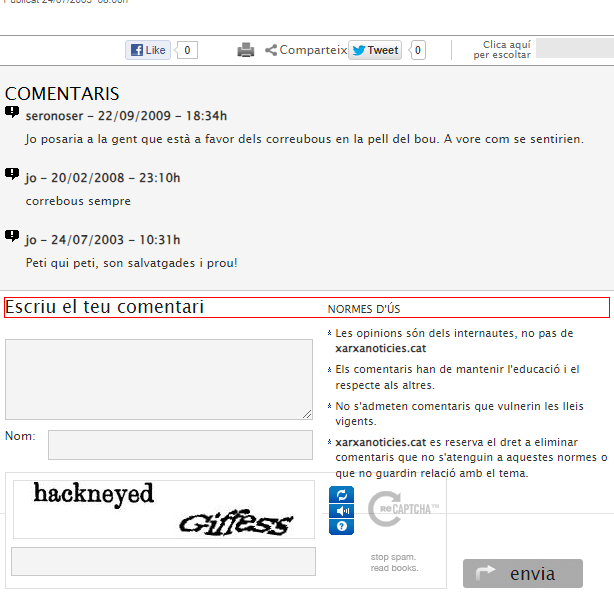 Publicat 24/07/2003 08:00h
Like 0 Comparteix Tweet 0 Clica aquí
per escoltar
COMENTARIS
seronoser - 22/09/2009 - 18:34h
Jo posaria a la gent que està a favor dels correubous en la pell del bou. A vore com se sentirien.
jo - 20/02/2008 - 23:10h
correbous sempre
jo - 24/07/2003 - 10:31h
Peti qui peti, son salvatgades i prou!
Escriu el teu comentari
Nom:
NORMES D'ÚS
Les opinions són dels internautes, no pas de
xarxanoticies.cat
Els comentaris han de mantenir l'educació i el
respecte als altres.
No s'admeten comentaris que vulnerin les lleis
vigents.
xarxanoticies.cat es reserva el dret a eliminar
comentaris que no s'atenguin a aquestes normes o
que no guardin relació amb el tema.
hackneyed
Giffess
reCAPTCHA™
stop spam.
read books.
envia